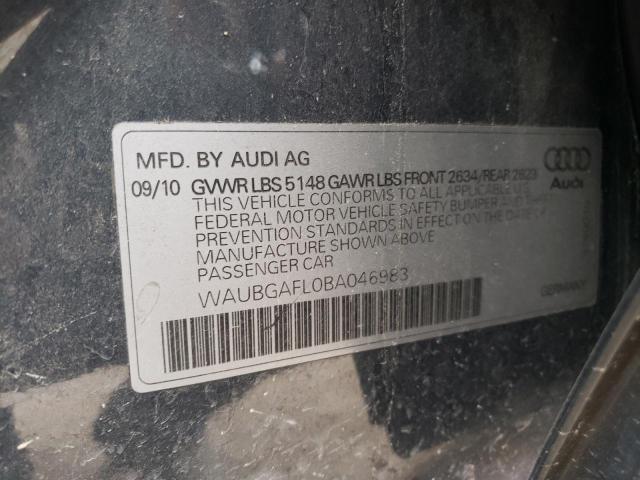 MFD. BY AUDI AG
09/10 GVWR LBS 5148 GAWR LBS FRONT 2634/REAR 2623
Audi
THIS VEHICLE CONFORMS TO ALL APPLICABLE U.S.
FEDERAL MOTOR VEHICLE SAFETY BUMPER AND THEFT
PREVENTION STANDARDS IN EFFECT ON THE DATE OF
MANUFACTURE SHOWN ABOVE
PASSENGER CAR
WAUBGAFL0BA046983
GERMANY